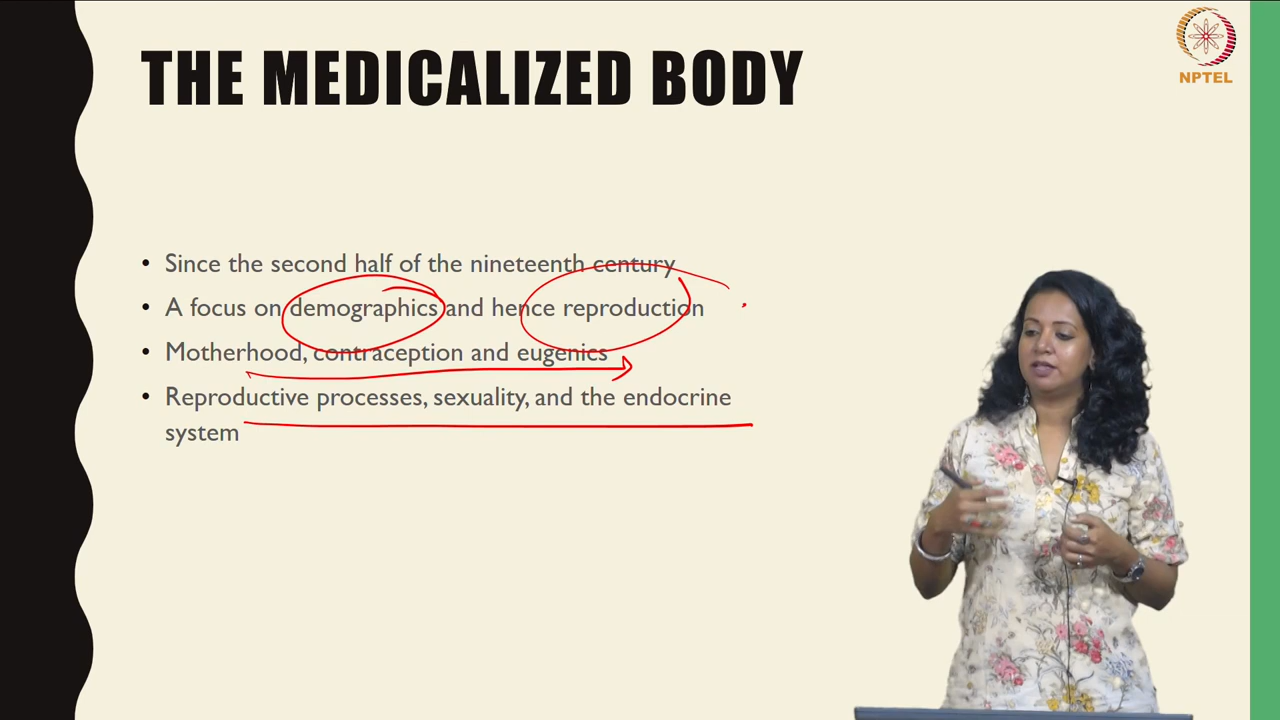 THE MEDICALIZED BODY
NPTEL
• Since the second half of the nineteenth century
• A focus on demographics and hence reproduction
• Motherhood, contraception and eugenics
• Reproductive processes, sexuality, and the endocrine
system